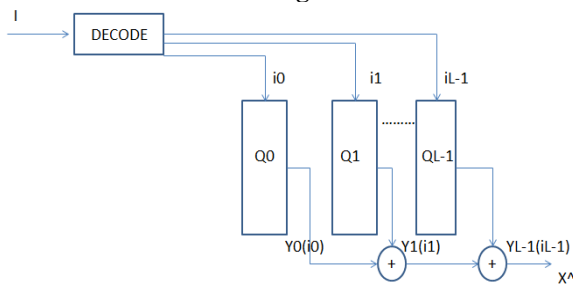 I
DECODE
i0
i1
iL-1
Q0
Q1
.........
QL-1
Y0(i0)
Y1(i1)
YL-1(iL-1)
+
+
X^